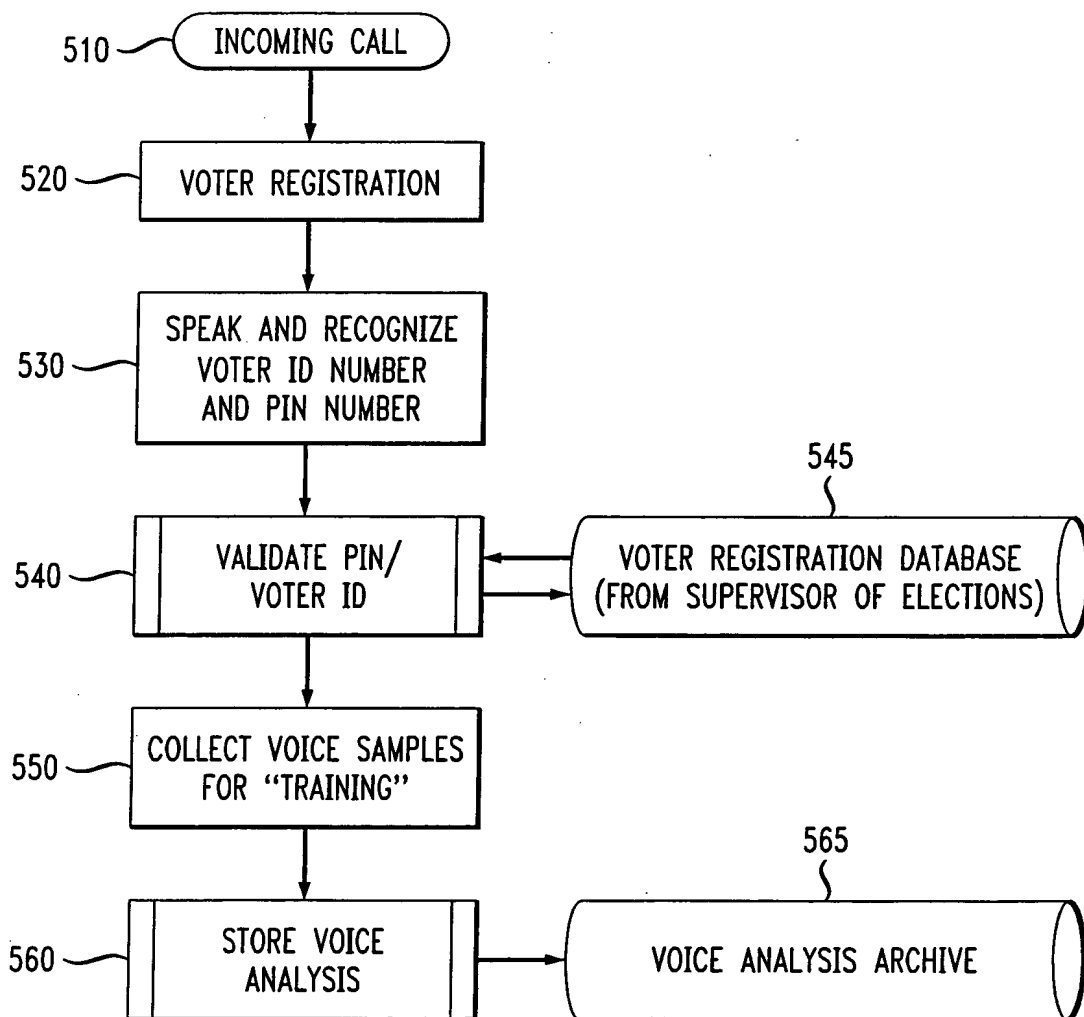 510
INCOMING CALL
520
VOTER REGISTRATION
530
SPEAK AND RECOGNIZE
VOTER ID NUMBER
AND PIN NUMBER
540
VALIDATE PIN/
VOTER ID
545
VOTER REGISTRATION DATABASE
(FROM SUPERVISOR OF ELECTIONS)
550
COLLECT VOICE SAMPLES
FOR “TRAINING”
560
STORE VOICE
ANALYSIS
565
VOICE ANALYSIS ARCHIVE